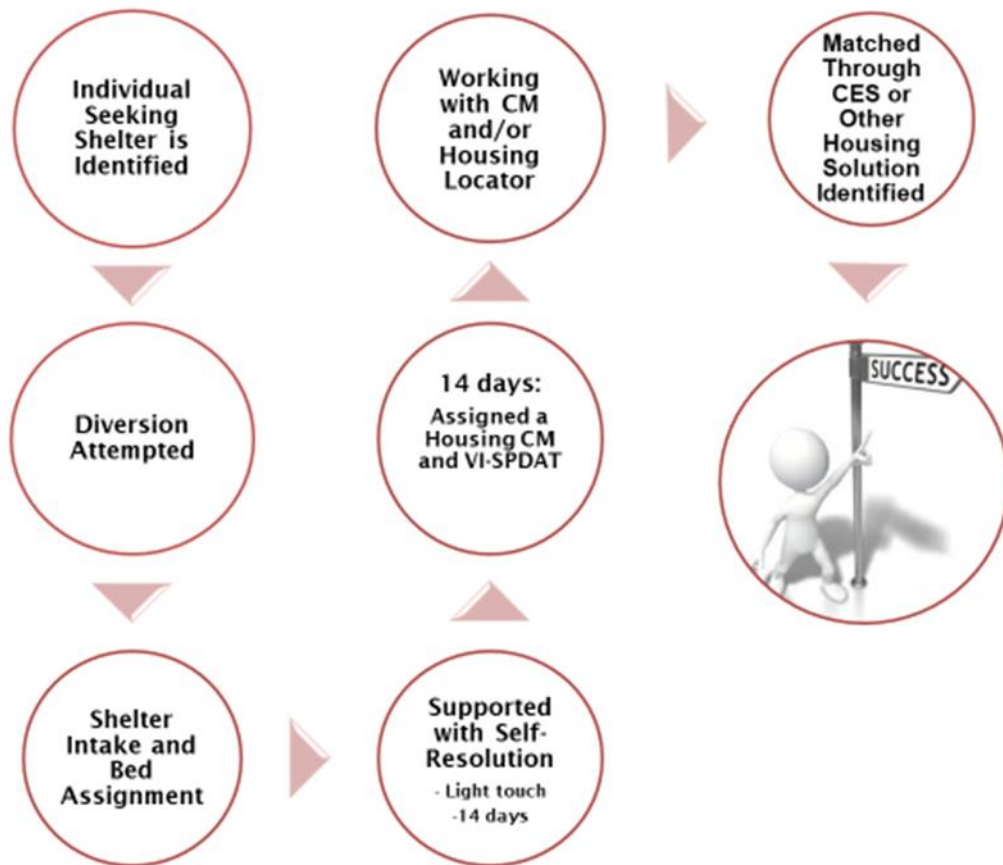 Individual
Seeking
Shelter is
Identified
Diversion
Attempted
Shelter
Intake and
Bed
Assignment
Supported
with Self-
Resolution
- Light touch
-14 days
14 days:
Assigned a
Housing CM
and VI-SPDAT
Working
with CM
and/or
Housing
Locator
Matched
Through
CES or
Other
Housing
Solution
Identified
SUCCESS